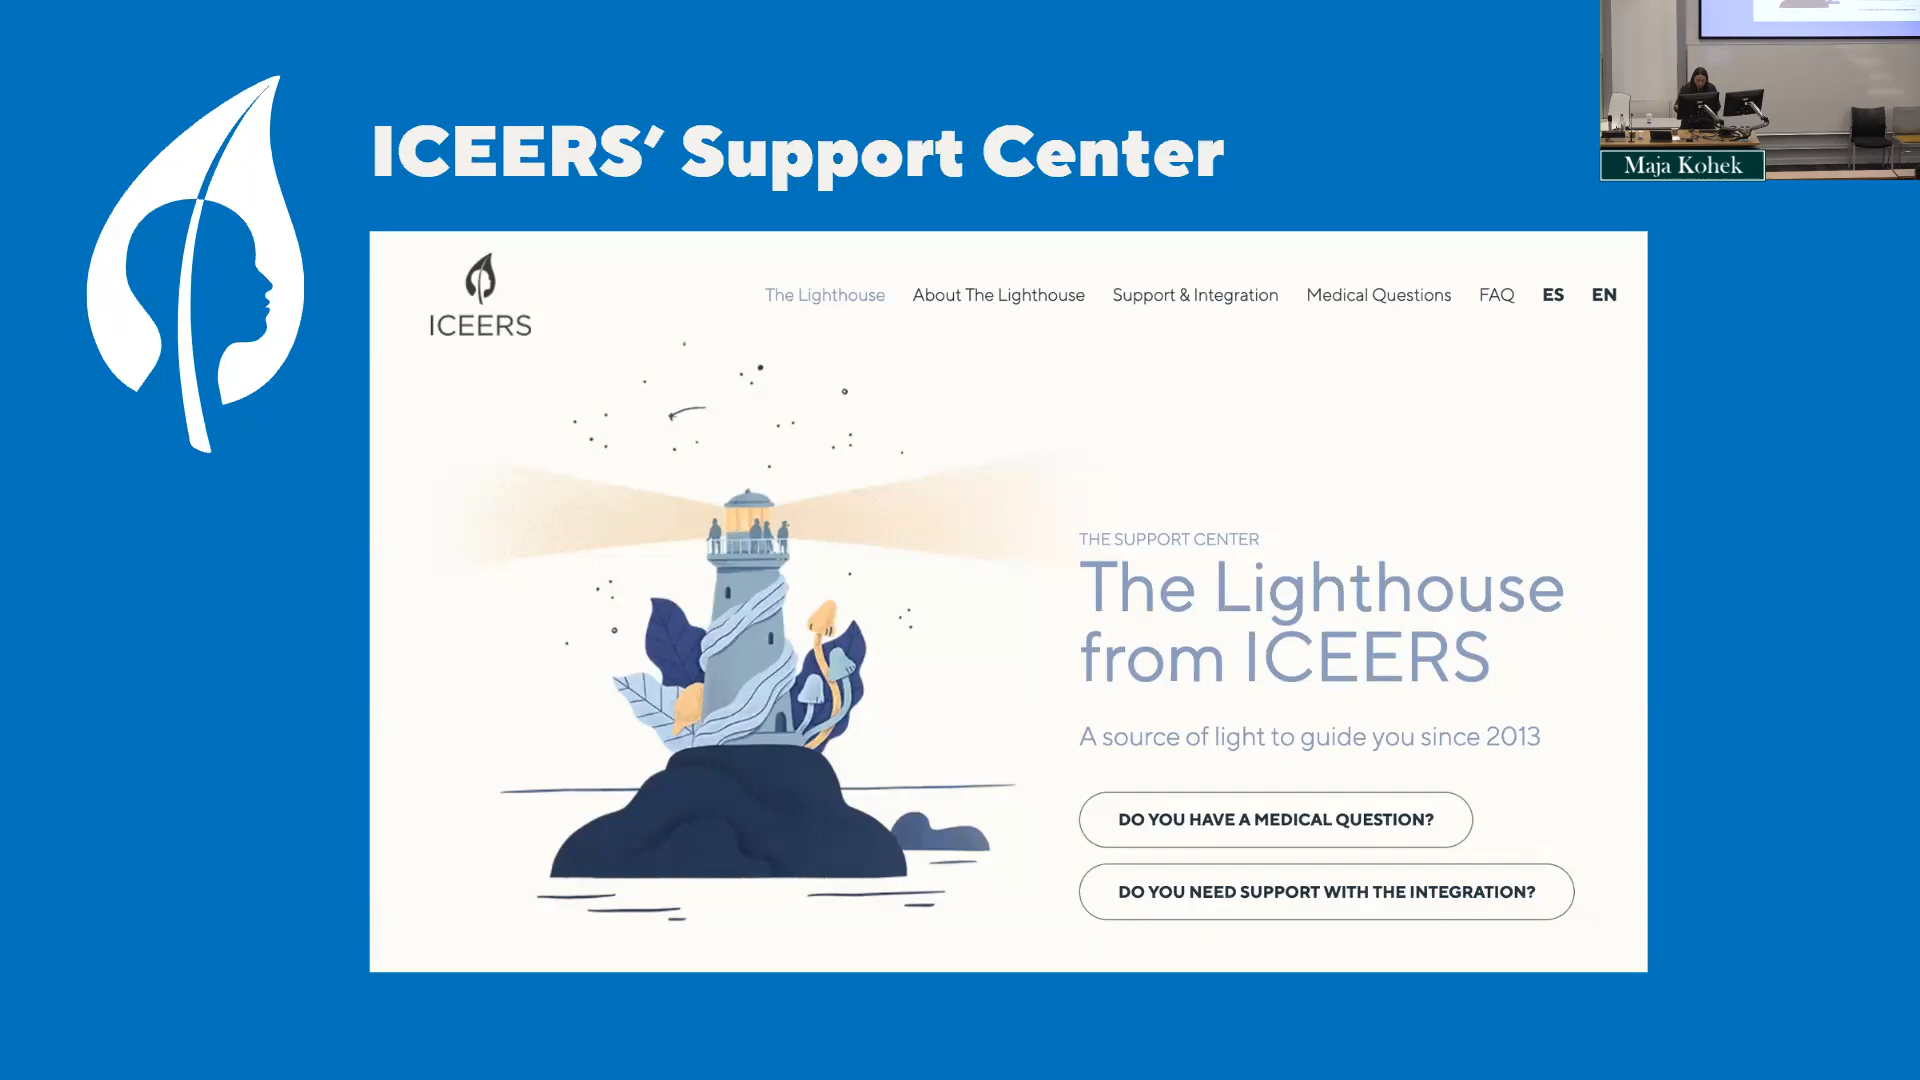 ICEERS’ Support Center
Maja Kohek
ICEERS
The Lighthouse
About The Lighthouse
Support & Integration
Medical Questions
FAQ
ES
EN
THE SUPPORT CENTER
The Lighthouse
from ICEERS
A source of light to guide you since 2013
DO YOU HAVE A MEDICAL QUESTION?
DO YOU NEED SUPPORT WITH THE INTEGRATION?